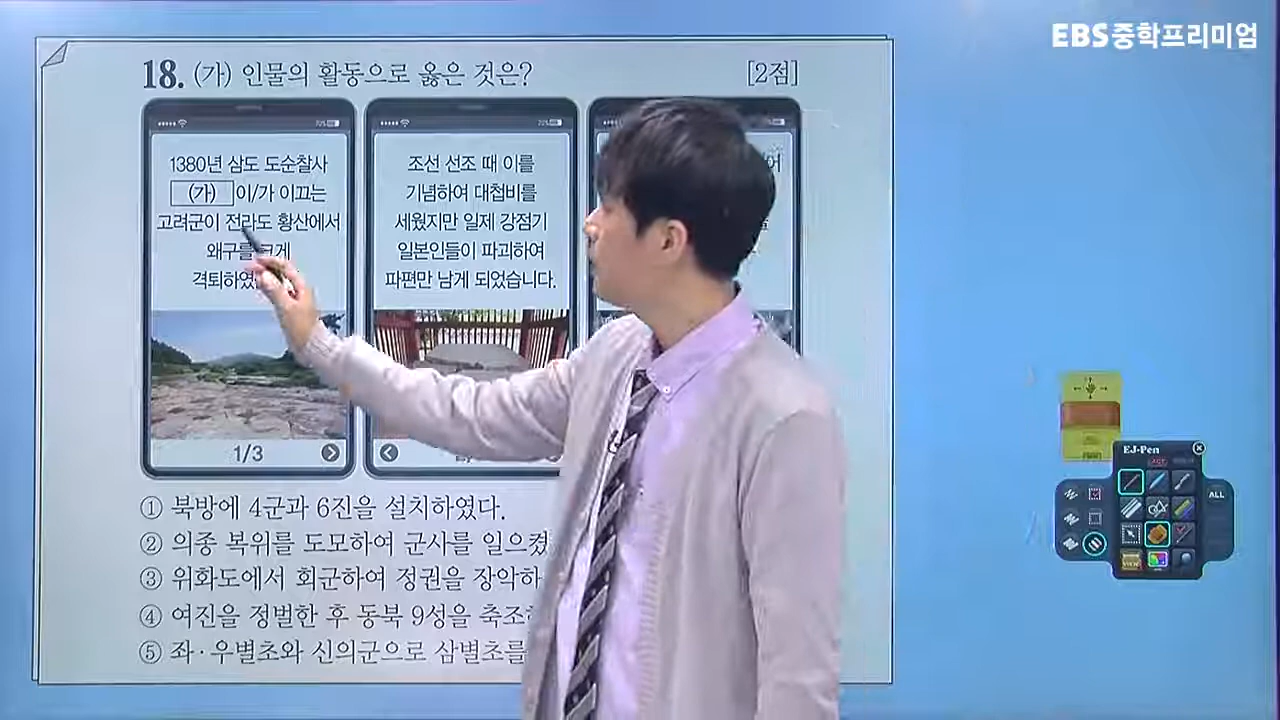 EBS중학프리미엄
18. (가) 인물의 활동으로 옳은 것은? [2점]
1380년 삼도 도순찰사
(가) 이/가 이끄는
고려군이 전라도 황산에서
왜구를 크게
격퇴하였
1/3
조선 선조 때 이를
기념하여 대첩비를
세웠지만 일제 강점기
일본인들이 파괴하여
파편만 남게 되었습니다.
① 북방에 4군과 6진을 설치하였다.
② 의종 복위를 도모하여 군사를 일으켰
③ 위화도에서 회군하여 정권을 장악하
④ 여진을 정벌한 후 동북 9성을 축조
⑤ 좌·우별초와 신의군으로 삼별초를
EJ-Pen
ALL
VIEW